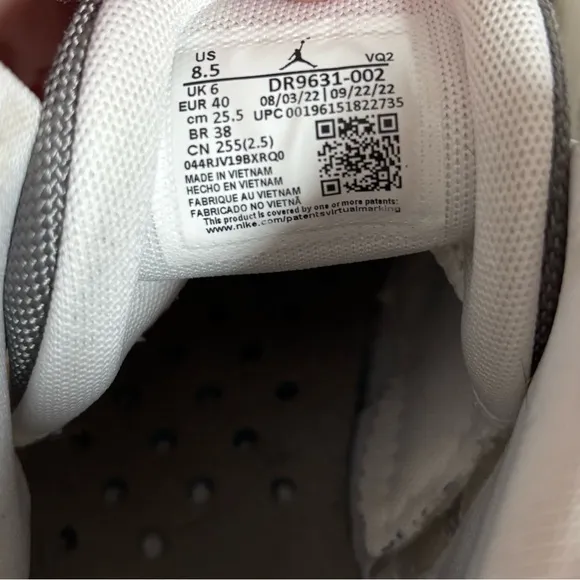 US
8.5
VQ2
UK 6
DR9631-002
EUR 40
08/03/22 | 09/22/22
cm 25.5
UPC 00196151822735
BR 38
CN 255(2.5)
044RJV19BXRQ0
MADE IN VIETNAM
HECHO EN VIETNAM
FABRIQUE AU VIETNAM
FABRICADO NO VIETNÃ
This product is covered by one or more patents:
www.nike.com/patentsvirtualmarking